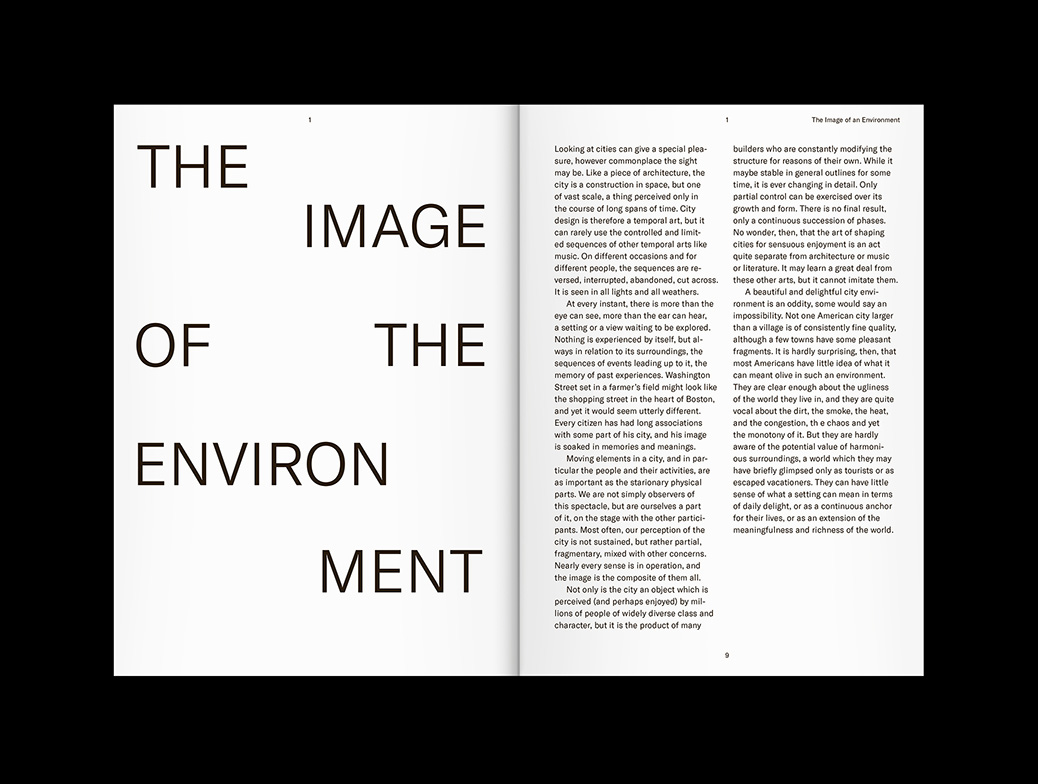 1
THE
IMAGE
OF THE
ENVIRON
MENT
1 The Image of an Environment
Looking at cities can give a special plea-
sure, however commonplace the sight
may be. Like a piece of architecture, the
city is a construction in space, but one
of vast scale, a thing perceived only in
the course of long spans of time. City
design is therefore a temporal art, but it
can rarely use the controlled and limit-
ed sequences of other temporal arts like
music. On different occasions and for
different people, the sequences are re-
versed, interrupted, abandoned, cut across.
It is seen in all lights and all weathers.
At every instant, there is more than the
eye can see, more than the ear can hear,
a setting or a view waiting to be explored.
Nothing is experienced by itself, but al-
ways in relation to its surroundings, the
sequences of events leading up to it, the
memory of past experiences. Washington
Street set in a farmer's field might look like
the shopping street in the heart of Boston,
and yet it would seem utterly different.
Every citizen has had long associations
with some part of his city, and his image
is soaked in memories and meanings.
Moving elements in a city, and in par-
ticular the people and their activities, are
as important as the starionary physical
parts. We are not simply observers of
this spectacle, but are ourselves a part
of it, on the stage with the other partici-
pants. Most often, our perception of the
city is not sustained, but rather partial,
fragmentary, mixed with other concerns.
Nearly every sense is in operation, and
the image is the composite of them all.
Not only is the city an object which is
perceived (and perhaps enjoyed) by mil-
lions of people of widely diverse class and
character, but it is the product of many
builders who are constantly modifying the
structure for reasons of their own. While it
maybe stable in general outlines for some
time, it is ever changing in detail. Only
partial control can be exercised over its
growth and form. There is no final result,
only a continuous succession of phases.
No wonder, then, that the art of shaping
cities for sensuous enjoyment is an act
quite separate from architecture or music
or literature. It may learn a great deal from
these other arts, but it cannot imitate them.
A beautiful and delightful city envi-
ronment is an oddity, some would say an
impossibility. Not one American city larger
than a village is of consistently fine quality,
although a few towns have some pleasant
fragments. It is hardly surprising, then, that
most Americans have little idea of what it
can meant olive in such an environment.
They are clear enough about the ugliness
of the world they live in, and they are quite
vocal about the dirt, the smoke, the heat,
and the congestion, th e chaos and yet
the monotony of it. But they are hardly
aware of the potential value of harmoni-
ous surroundings, a world which they may
have briefly glimpsed only as tourists or as
escaped vacationers. They can have little
sense of what a setting can mean in terms
of daily delight, or as a continuous anchor
for their lives, or as an extension of the
meaningfulness and richness of the world.
9